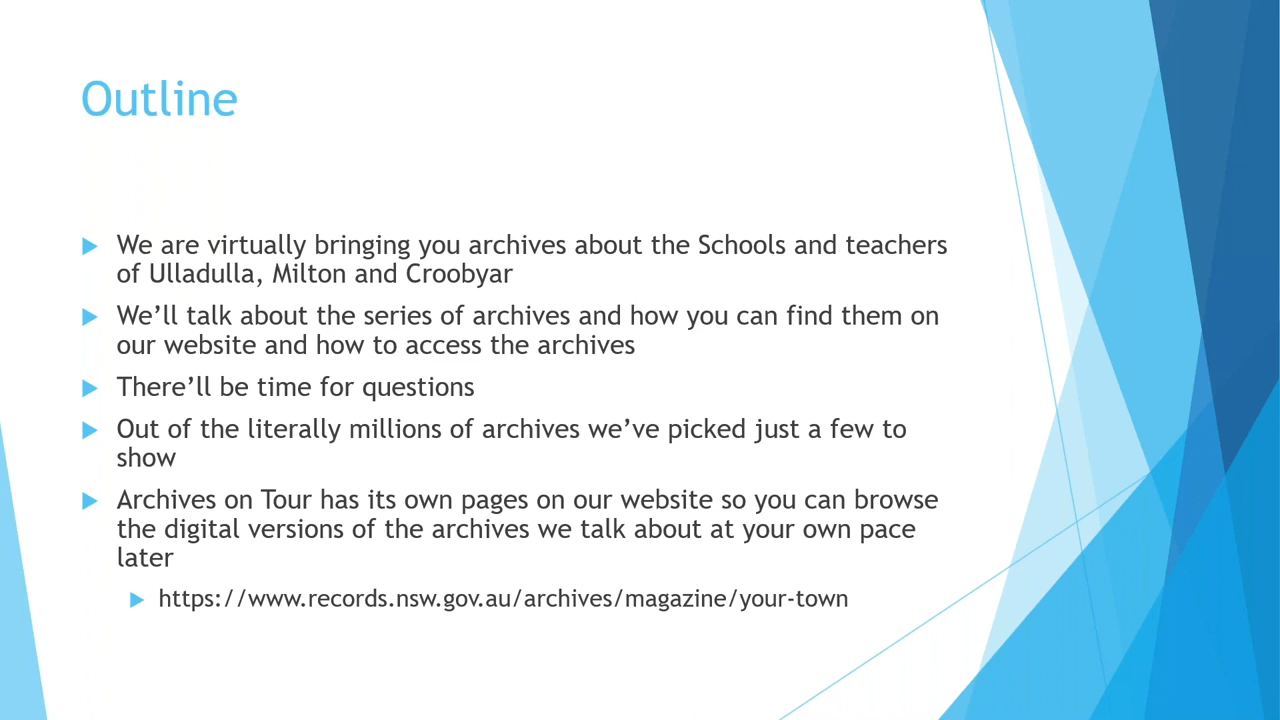 Outline
We are virtually bringing you archives about the Schools and teachers
of Ulladulla, Milton and Croobyar
We’ll talk about the series of archives and how you can find them on
our website and how to access the archives
There’ll be time for questions
Out of the literally millions of archives we’ve picked just a few to
show
Archives on Tour has its own pages on our website so you can browse
the digital versions of the archives we talk about at your own pace
later
https://www.records.nsw.gov.au/archives/magazine/your-town